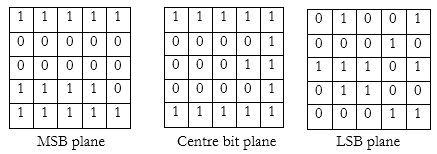 1 1 1 1 1 1 1 1 1 1 0 1 0 0 1
0 0 0 0 0 0 0 0 0 1 0 0 0 1 0
0 0 0 0 0 0 0 0 1 1 1 1 1 0 1
1 1 1 1 0 0 0 0 0 1 0 1 1 0 0
1 1 1 1 1 1 1 1 1 1 0 0 0 1 1
MSB plane Centre bit plane LSB plane